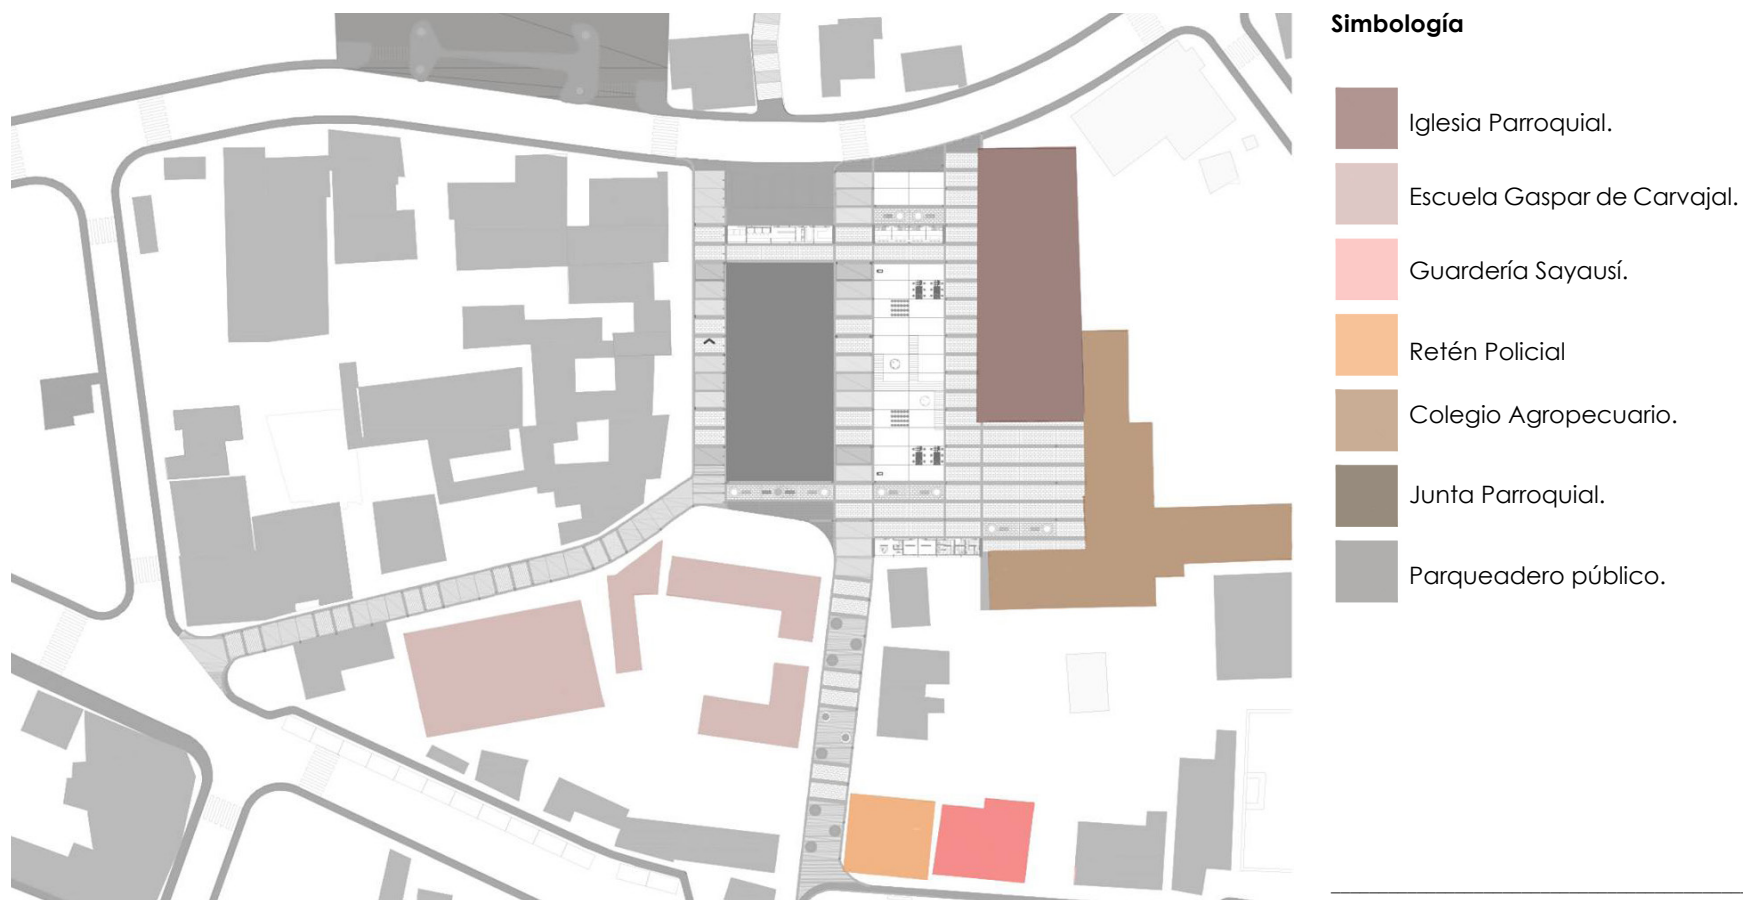 Simbología
Iglesia Parroquial.
Escuela Gaspar de Carvajal.
Guardería Sayausí.
Retén Policial
Colegio Agropecuario.
Junta Parroquial.
Parqueadero público.